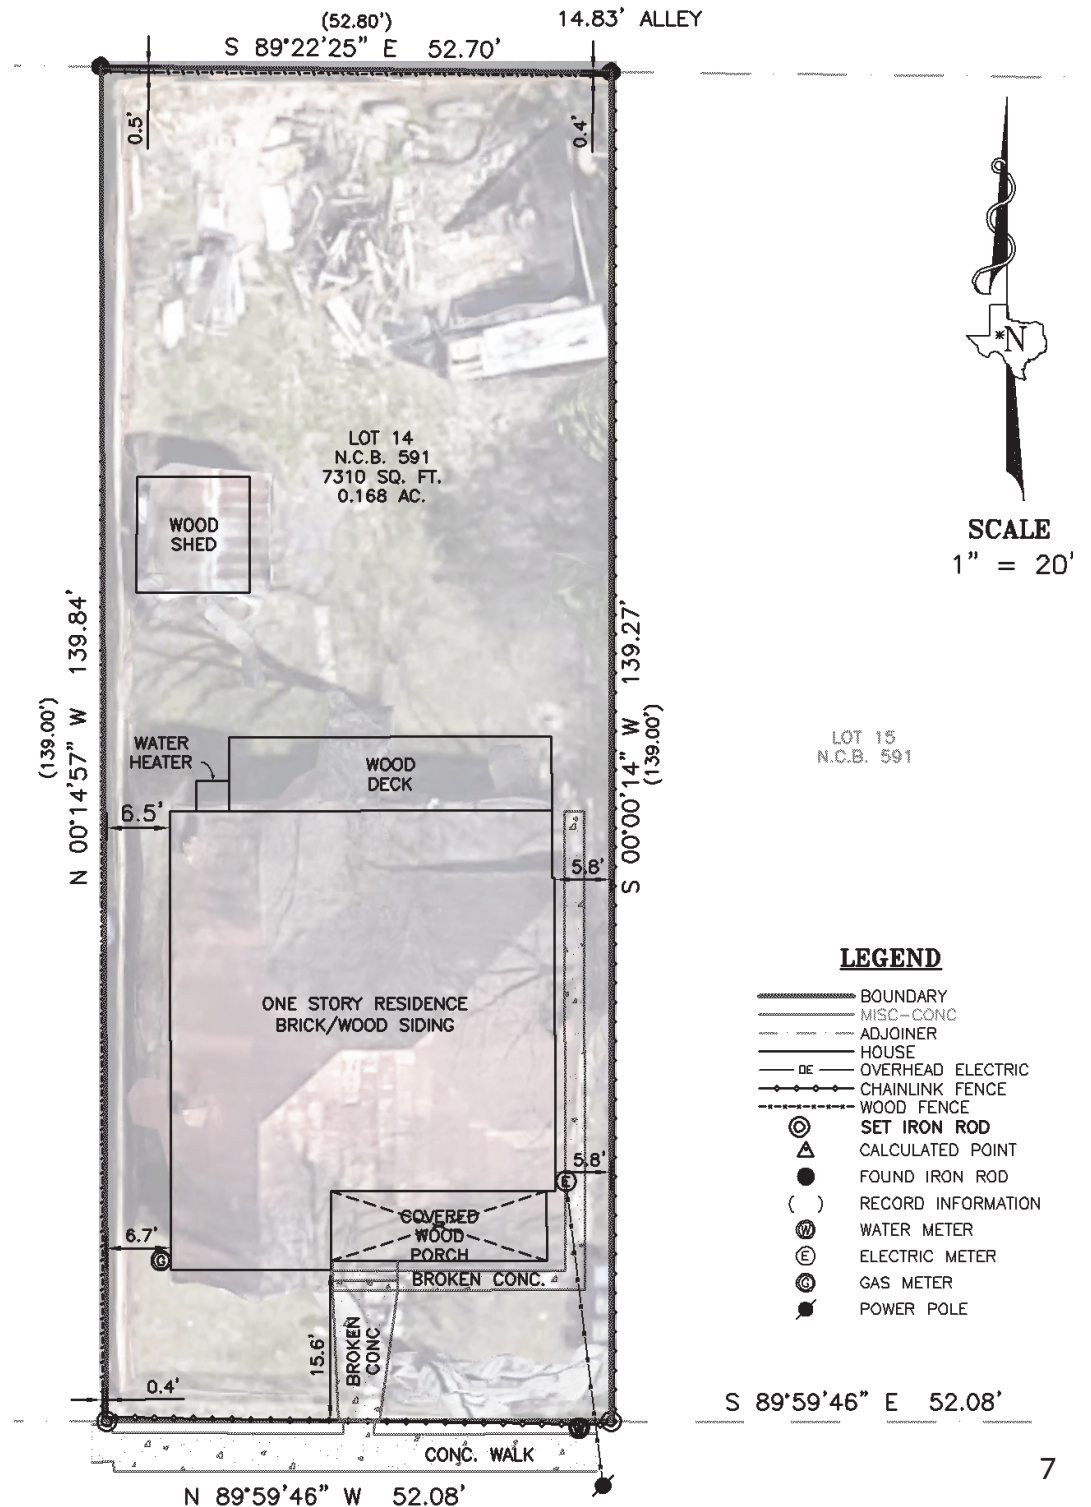 (52.80')
14.83' ALLEY
S 89°22'25" E 52.70'
0.5'
0.4'
LOT 14
N.C.B. 591
7310 SQ. FT.
0.168 AC.
*N
SCALE
1" = 20'
WOOD
SHED
N 00°14'57" W 139.84'
(139.00')
S 00°00'14" W 139.27'
(139.00')
LOT 15
N.C.B. 591
WATER
HEATER
WOOD
DECK
6.5'
5.8'
ONE STORY RESIDENCE
BRICK/WOOD SIDING
LEGEND
BOUNDARY
MISC-CONC
ADJOINER
HOUSE
OE OVERHEAD ELECTRIC
CHAINLINK FENCE
WOOD FENCE
SET IRON ROD
CALCULATED POINT
FOUND IRON ROD
( ) RECORD INFORMATION
W WATER METER
E ELECTRIC METER
G GAS METER
POWER POLE
5.8'
E
COVERED
WOOD
PORCH
6.7'
G
BROKEN CONC.
BROKEN
CONC
15.6'
0.4'
S 89°59'46" E 52.08'
W
CONC. WALK
N 89°59'46" W 52.08'
7